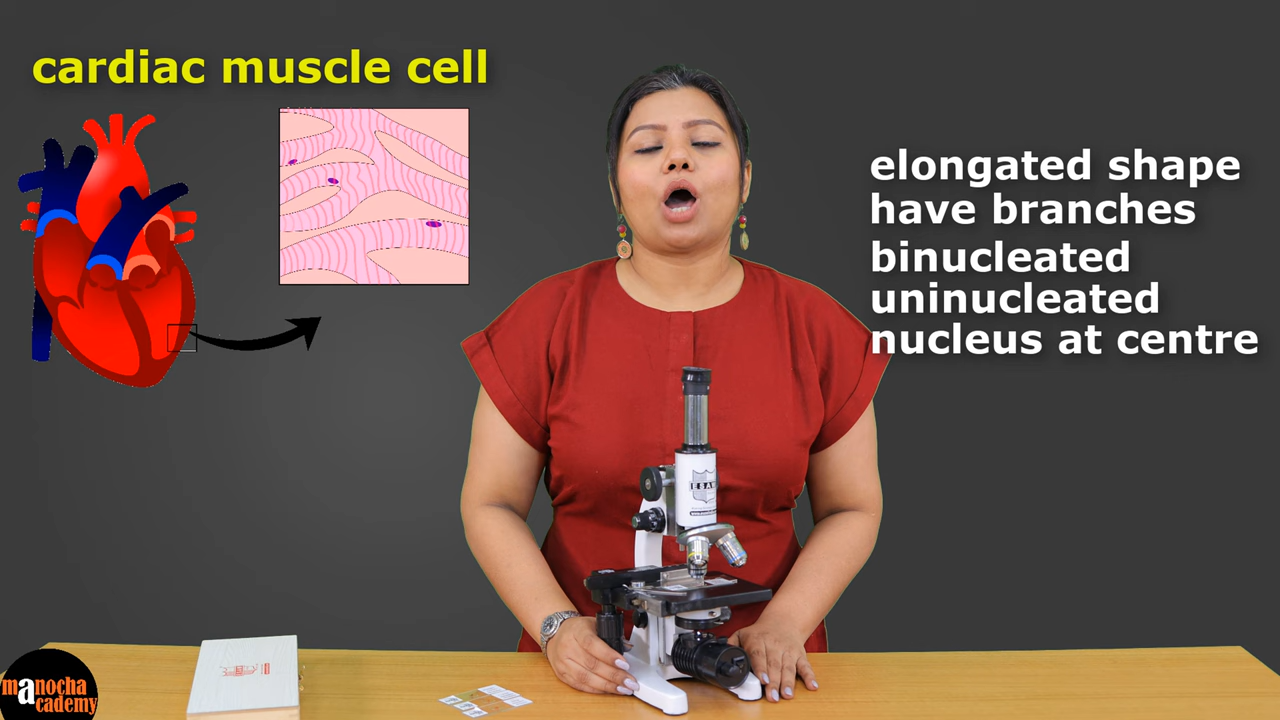 cardiac muscle cell
elongated shape
have branches
binucleated
uninucleated
nucleus at centre
manocha
academy